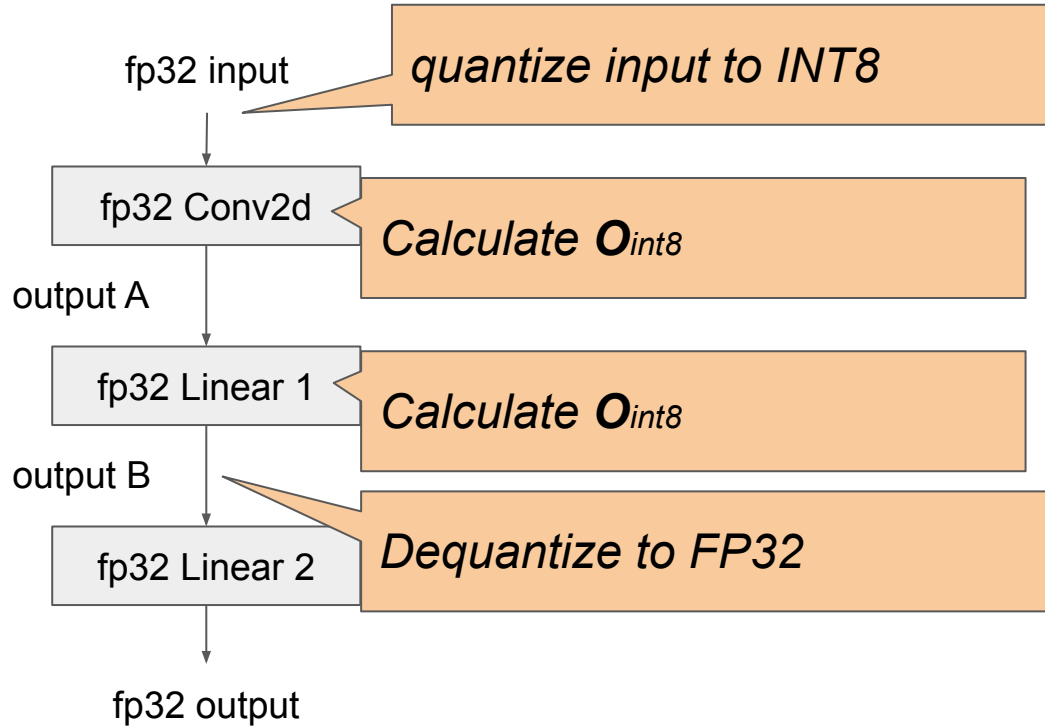 fp32 input
quantize input to INT8
fp32 Conv2d
Calculate Oint8
output A
fp32 Linear 1
Calculate Oint8
output B
Dequantize to FP32
fp32 Linear 2
fp32 output